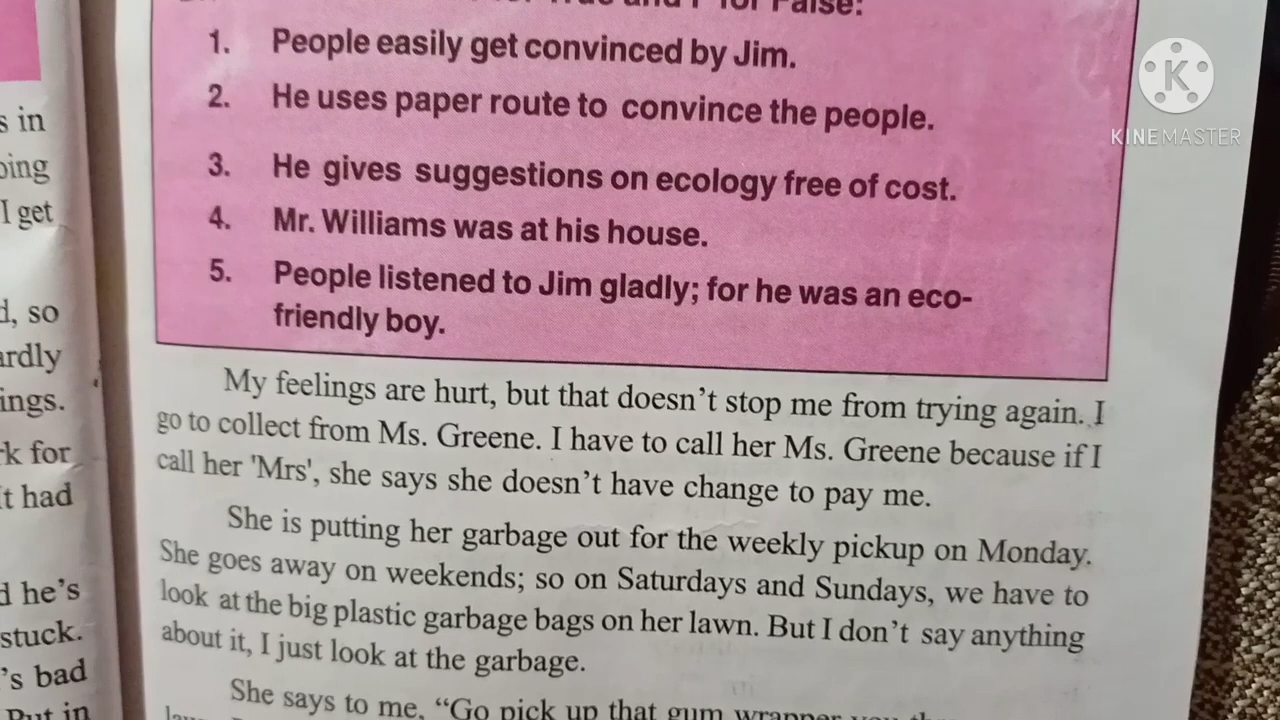 True and F for False:
1. People easily get convinced by Jim.
2. He uses paper route to convince the people.
3. He gives suggestions on ecology free of cost.
4. Mr. Williams was at his house.
5. People listened to Jim gladly; for he was an eco-
friendly boy.
My feelings are hurt, but that doesn't stop me from trying again. I
go to collect from Ms. Greene. I have to call her Ms. Greene because if I
call her 'Mrs', she says she doesn't have change to pay me.
She is putting her garbage out for the weekly pickup on Monday.
She goes away on weekends; so on Saturdays and Sundays, we have to
look at the big plastic garbage bags on her lawn. But I don't say anything
about it, I just look at the garbage.
She says to me, “Go pick up that gum wrapper you
s in
I get
d, so
ings.
k for
t had
d he's
stuck.
's bad
Put in
K
KINEMASTER